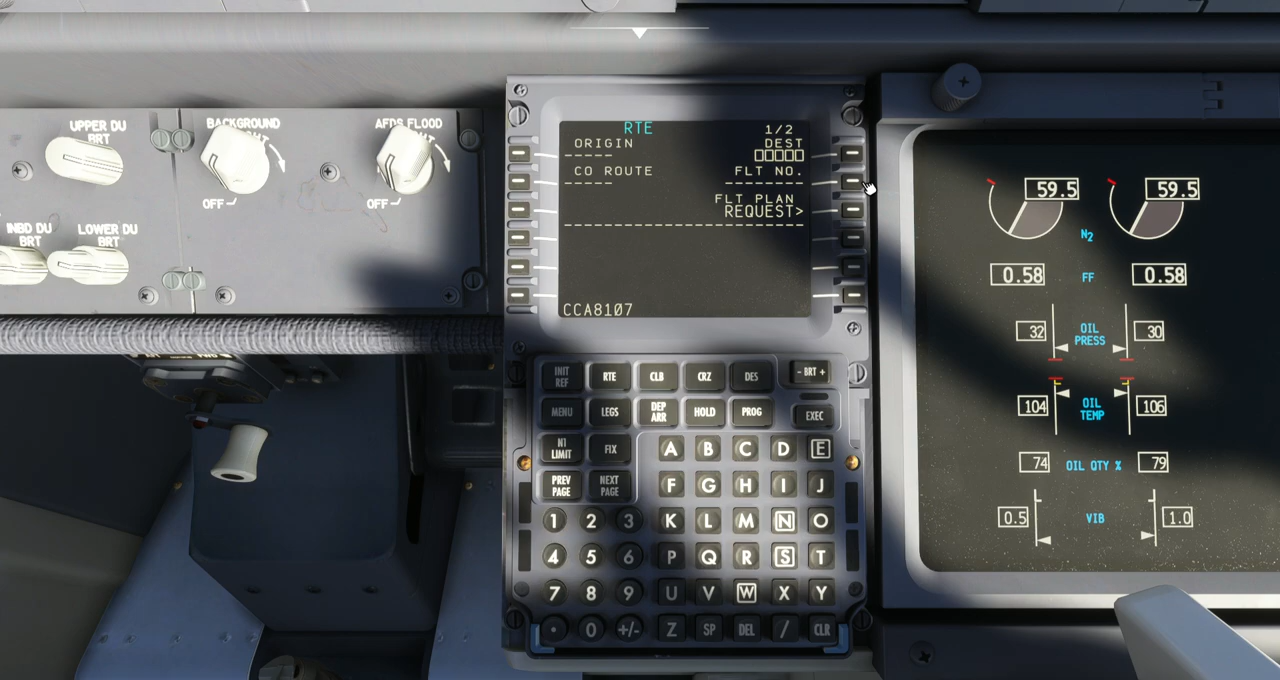 UPPER DU
BRT
BACKGROUND
AFDS FLOOD
OFF
OFF
INBD DU
BRT
LOWER DU
BRT
RTE 1/2
ORIGIN DEST
----- □□□□□
CO ROUTE FLT NO.
----- --------
FLT PLAN
REQUEST>
CCA8107
INIT
REF
RTE
CLB
CRZ
DES
- BRT +
MENU
LEGS
DEP
ARR
HOLD
PROG
EXEC
N1
LIMIT
FIX
PREV
PAGE
NEXT
PAGE
A B C D E
F G H I J
1 2 3 K L M N O
4 5 6 P Q R S T
7 8 9 U V W X Y
. 0 +/- Z SP DEL / CLR
59.5 59.5
N2
0.58 FF 0.58
32 OIL
PRESS 30
104 OIL
TEMP 106
74 OIL QTY % 79
0.5 VIB 1.0